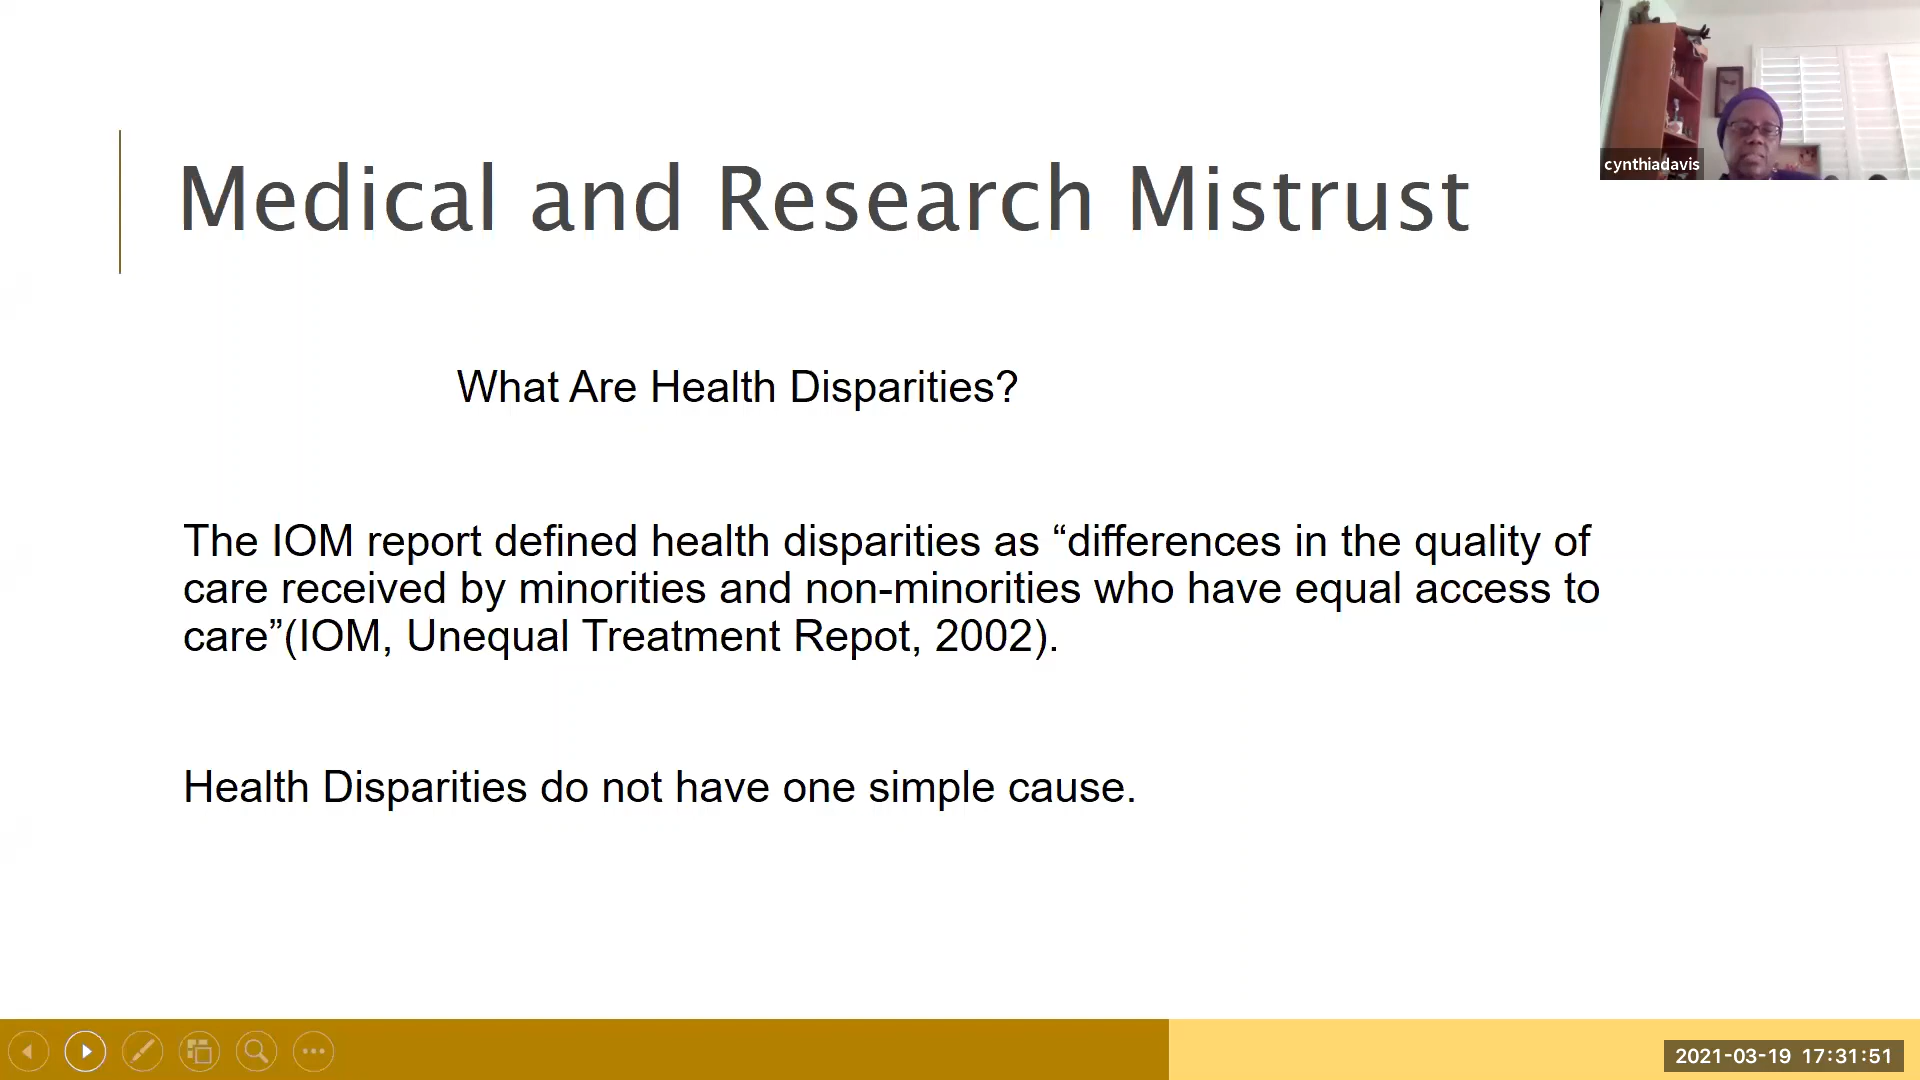 cynthiadavis
Medical and Research Mistrust
What Are Health Disparities?
The IOM report defined health disparities as “differences in the quality of
care received by minorities and non-minorities who have equal access to
care”(IOM, Unequal Treatment Repot, 2002).
Health Disparities do not have one simple cause.
2021-03-19 17:31:51